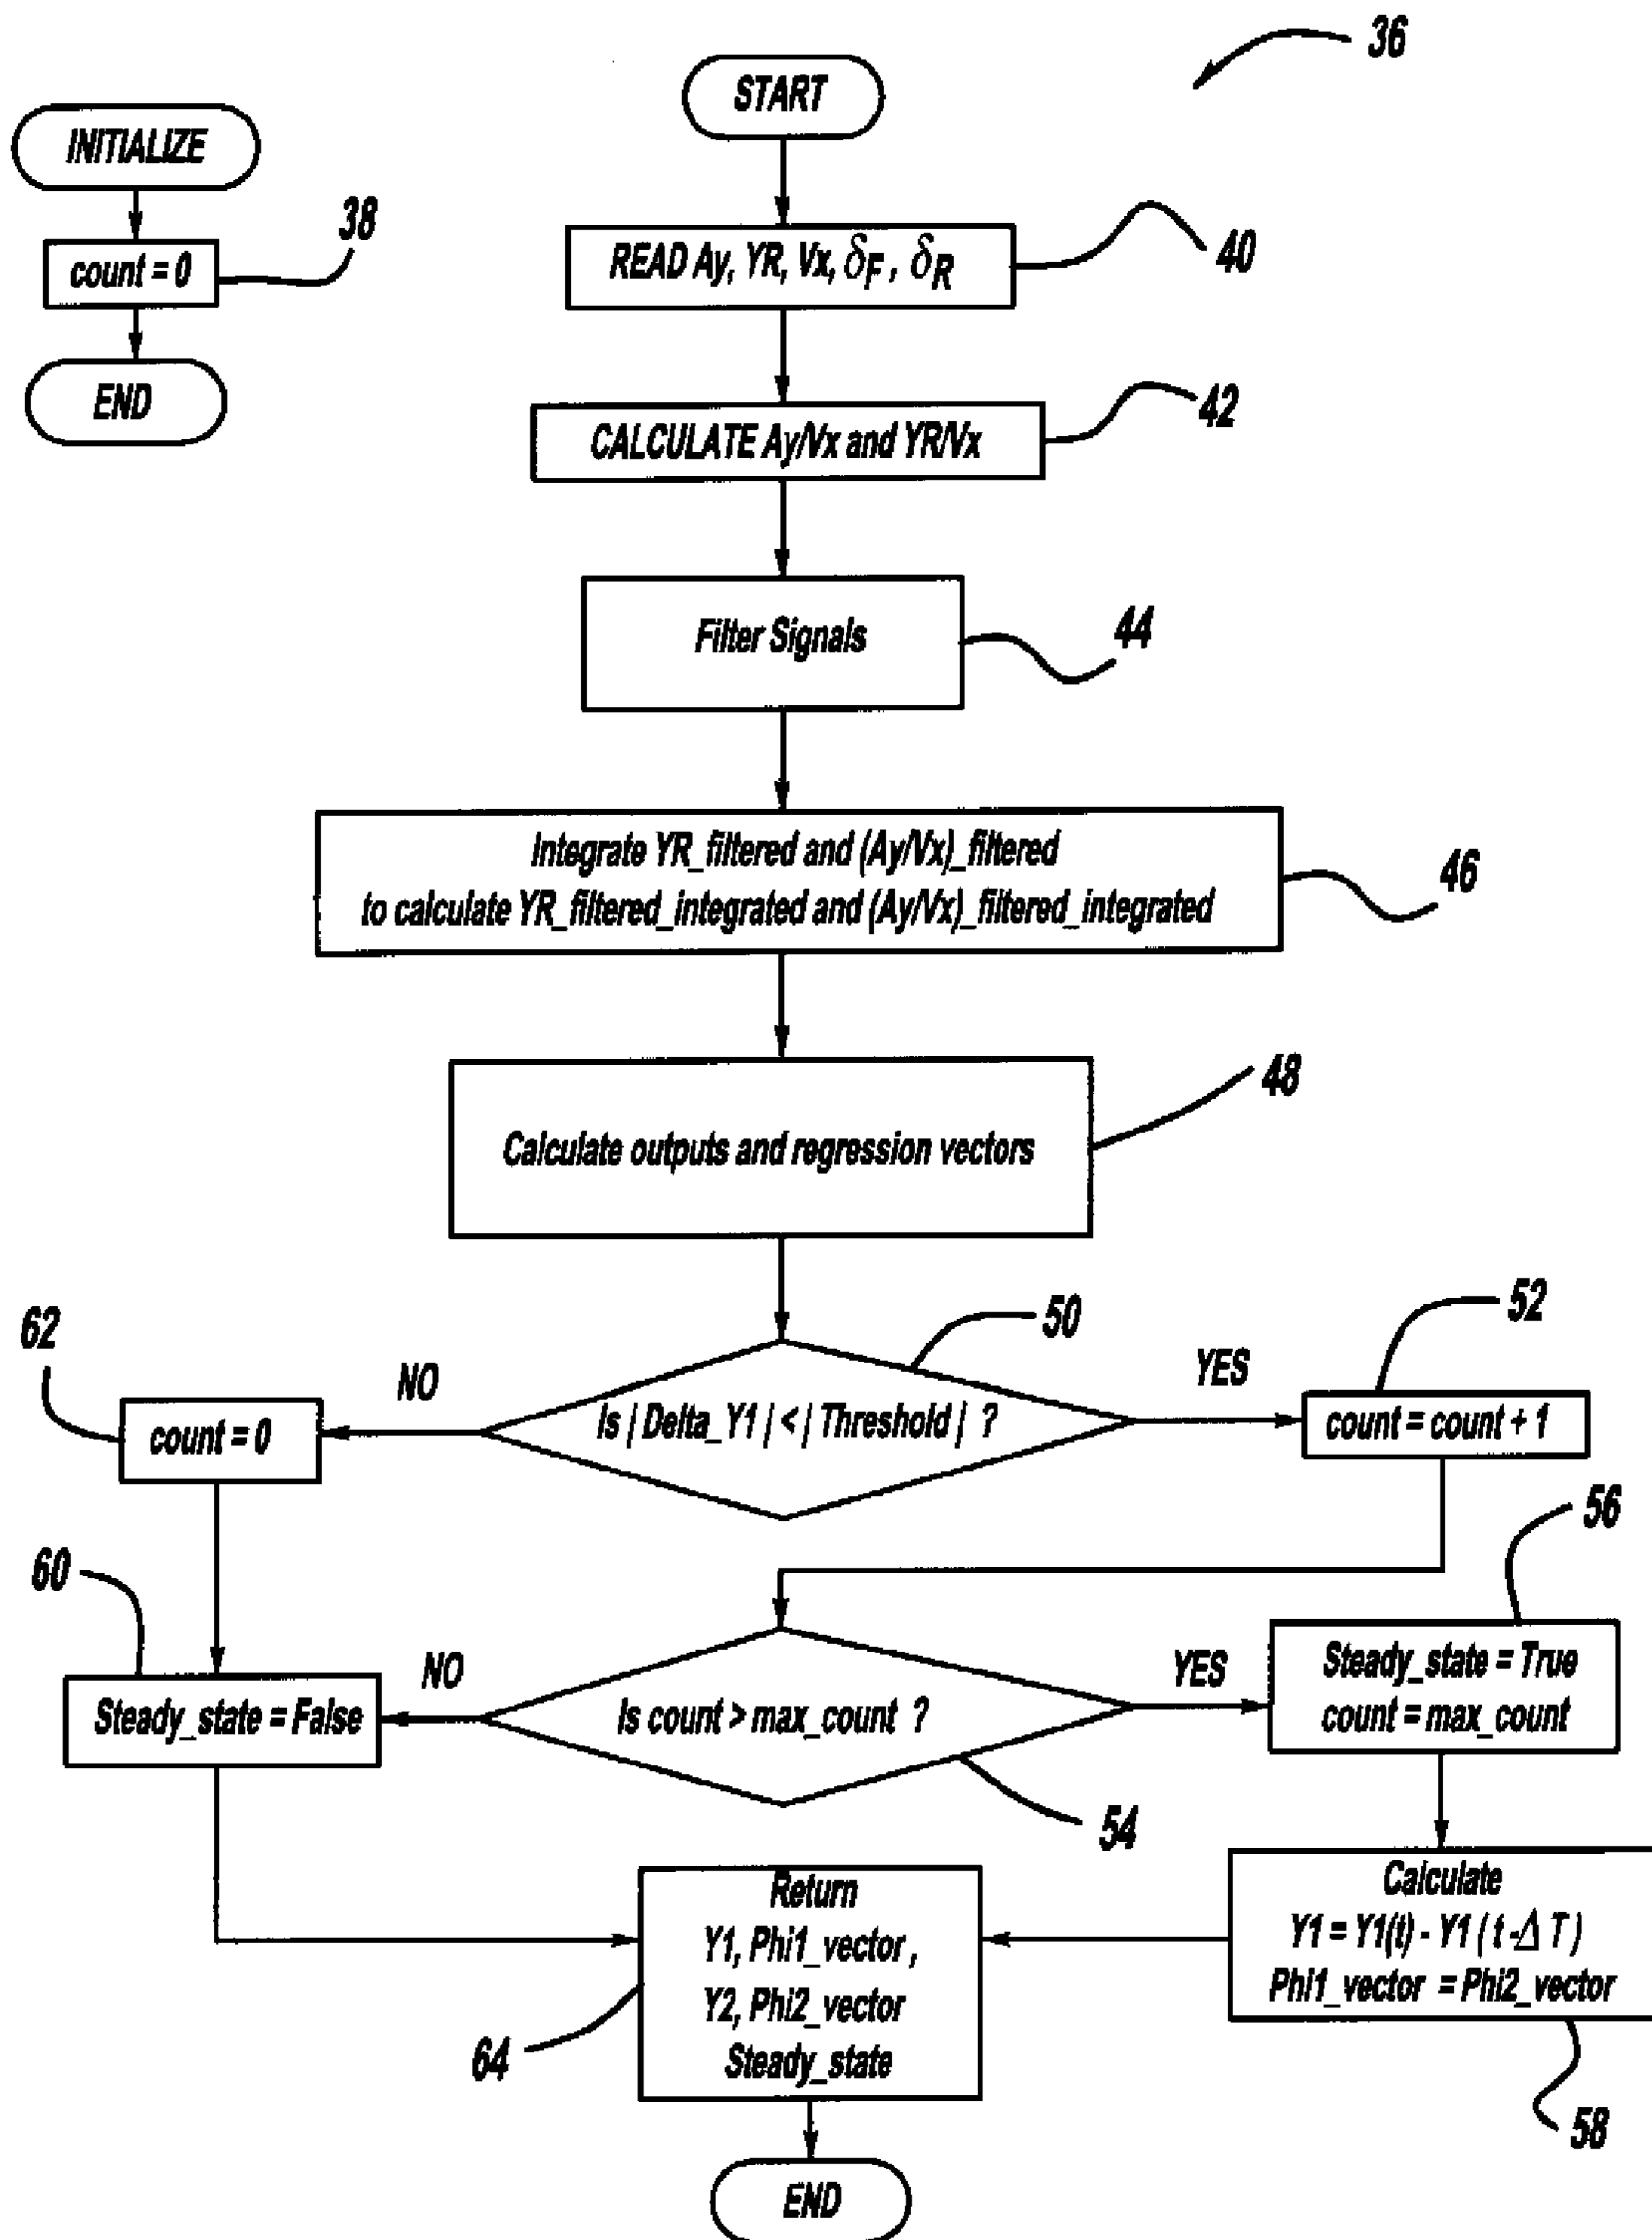 36
START
INITIALIZE
38
count = 0
END
READ Ay, YR, Vx, δF, δR
40
CALCULATE Ay/Vx and YR/Vx
42
Filter Signals
44
Integrate YR_filtered and (Ay/Vx)_filtered
to calculate YR_filtered_integrated and (Ay/Vx)_filtered_integrated
46
Calculate outputs and regression vectors
48
50
Is | Delta_Y1 | < | Threshold | ?
NO
YES
62
count = 0
52
count = count + 1
60
Steady_state = False
NO
Is count > max_count ?
YES
54
56
Steady_state = True
count = max_count
Calculate
Y1 = Y1(t) - Y1 ( t -Δ T )
Phi1_vector = Phi2_vector
58
Return
Y1, Phi1_vector ,
Y2, Phi2_vector
Steady_state
64
END